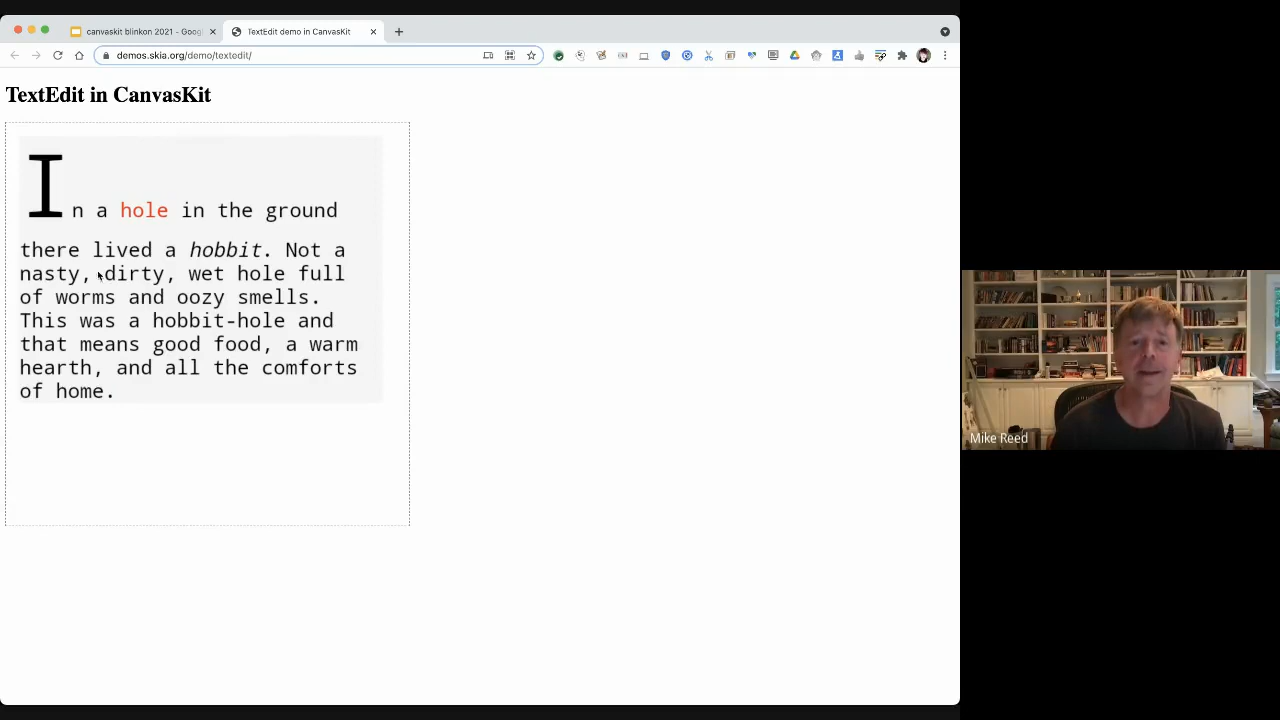 canvaskit blinkon 2021 - Goog
TextEdit demo in CanvasKit
demos.skia.org/demo/textedit/
TextEdit in CanvasKit
In a hole in the ground
there lived a hobbit. Not a
nasty, dirty, wet hole full
of worms and oozy smells.
This was a hobbit-hole and
that means good food, a warm
hearth, and all the comforts
of home.
Mike Reed